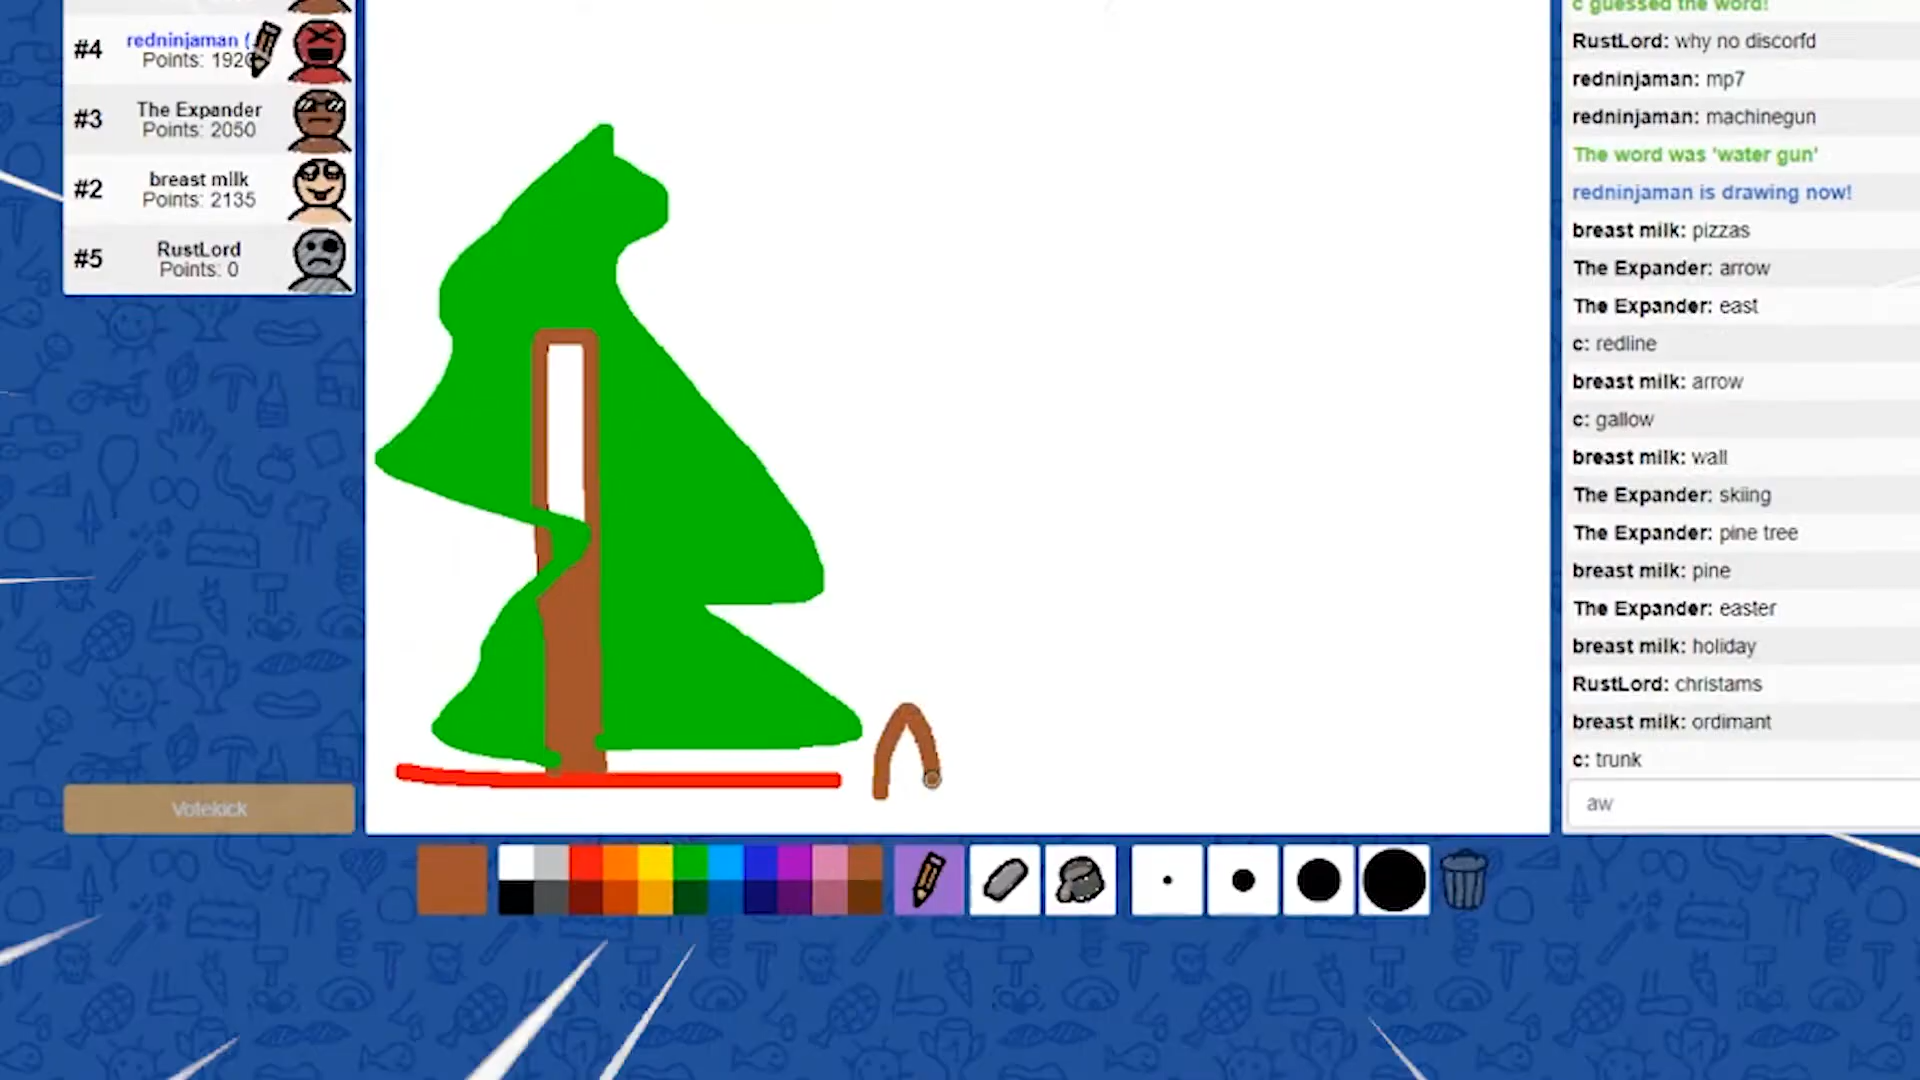 #4
redninjaman (
Points: 1920
#3
The Expander
Points: 2050
#2
breast milk
Points: 2135
#5
RustLord
Points: 0
Votekick
c guessed the word!
RustLord: why no discorfd
redninjaman: mp7
redninjaman: machinegun
The word was 'water gun'
redninjaman is drawing now!
breast milk: pizzas
The Expander: arrow
The Expander: east
c: redline
breast milk: arrow
c: gallow
breast milk: wall
The Expander: skiing
The Expander: pine tree
breast milk: pine
The Expander: easter
breast milk: holiday
RustLord: christams
breast milk: ordimant
c: trunk
aw